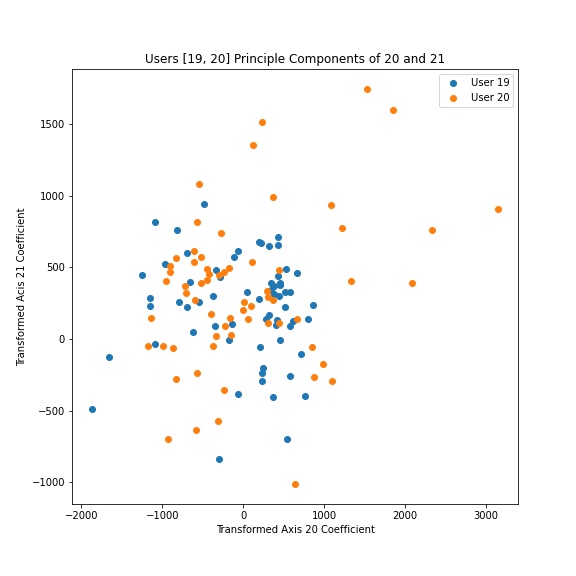 Users [19, 20] Principle Components of 20 and 21
User 19
User 20
1500
1000
500
0
−500
−1000
Transformed Acis 21 Coefficient
−2000
−1000
0
1000
2000
3000
Transformed Axis 20 Coefficient